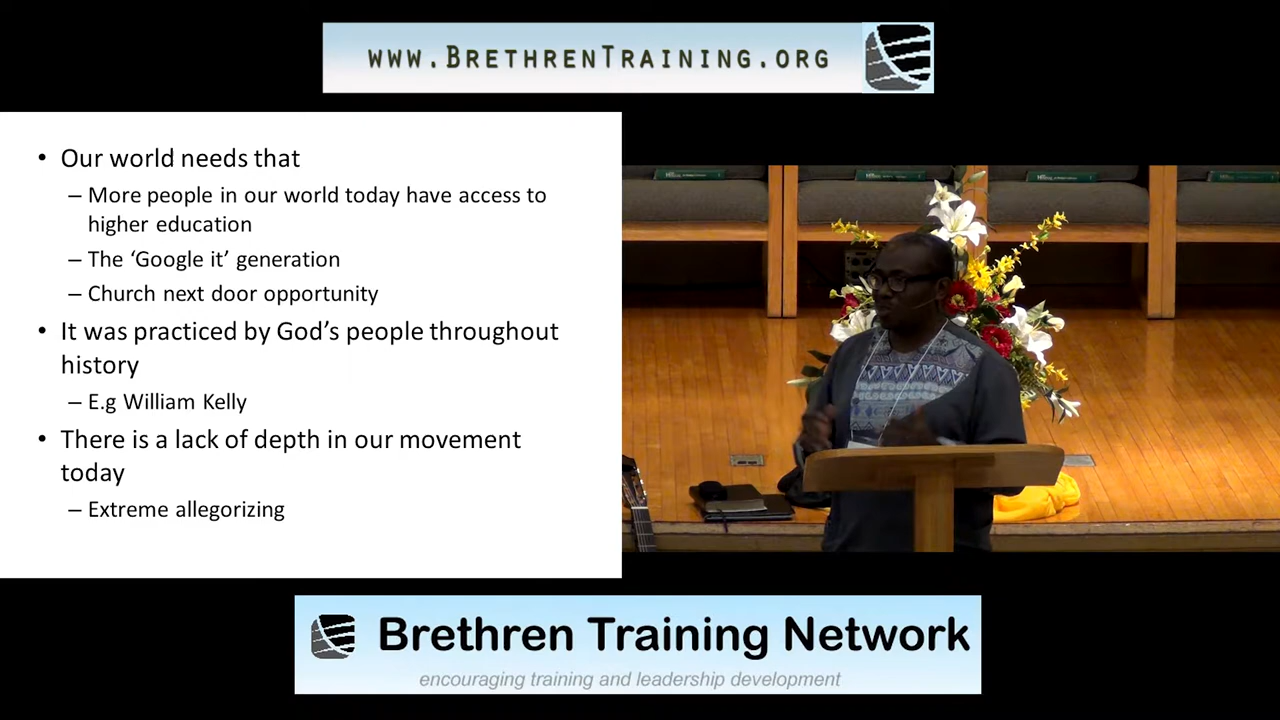 www.BrethrenTraining.org
• Our world needs that
– More people in our world today have access to
higher education
– The ‘Google it’ generation
– Church next door opportunity
• It was practiced by God’s people throughout
history
– E.g William Kelly
• There is a lack of depth in our movement
today
– Extreme allegorizing
Brethren Training Network
encouraging training and leadership development